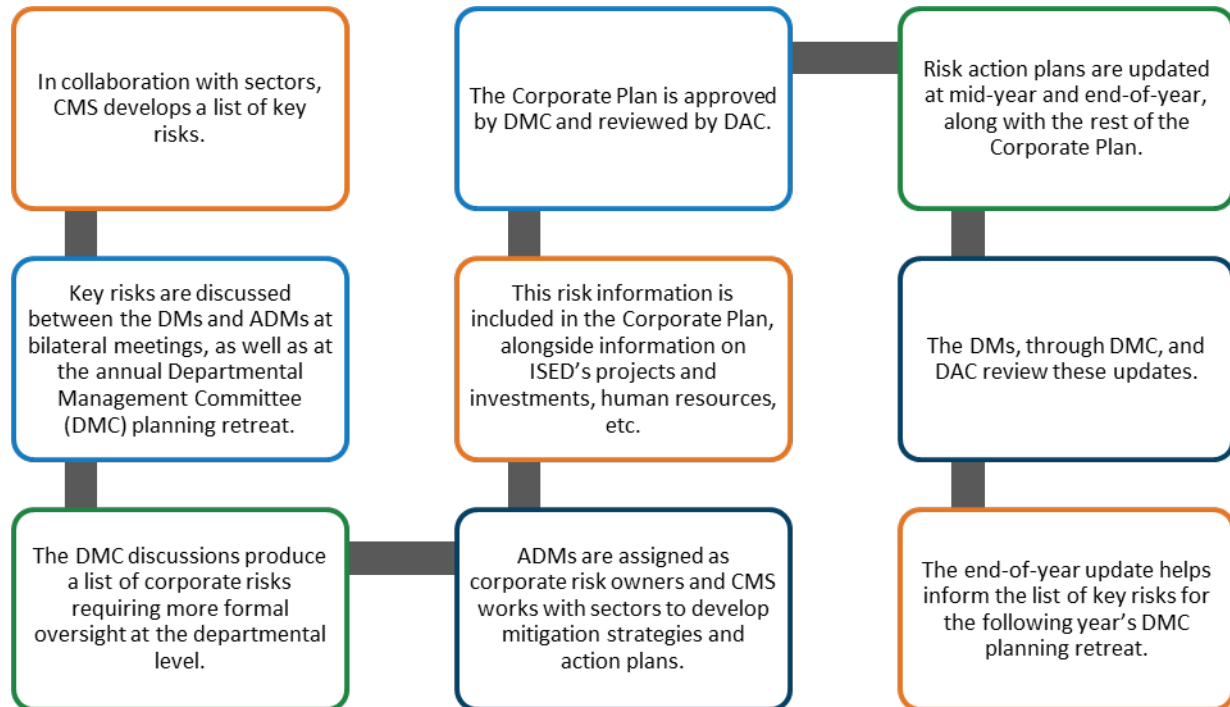 In collaboration with sectors,
CMS develops a list of key
risks.
Key risks are discussed
between the DMs and ADMs at
bilateral meetings, as well as at
the annual Departmental
Management Committee
(DMC) planning retreat.
The DMC discussions produce
a list of corporate risks
requiring more formal
oversight at the departmental
level.
ADMs are assigned as
corporate risk owners and CMS
works with sectors to develop
mitigation strategies and
action plans.
This risk information is
included in the Corporate Plan,
alongside information on
ISED’s projects and
investments, human resources,
etc.
The Corporate Plan is approved
by DMC and reviewed by DAC.
Risk action plans are updated
at mid-year and end-of-year,
along with the rest of the
Corporate Plan.
The DMs, through DMC, and
DAC review these updates.
The end-of-year update helps
inform the list of key risks for
the following year’s DMC
planning retreat.